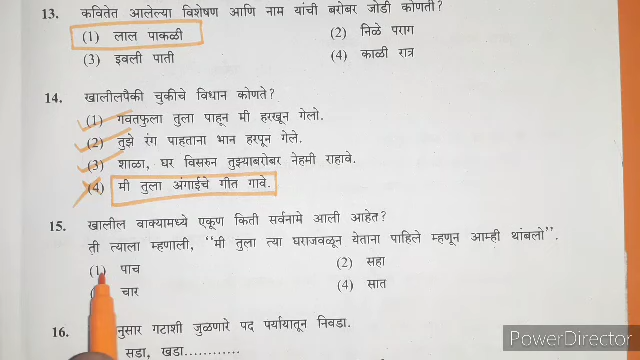 13. कवितेत आलेल्या विशेषण आणि नाम यांची बरोबर जोडी कोणती?
(1) लाल पाकळी (2) निळे पराग
(3) इवली पाती (4) काळी रात्र
14. खालीलपैकी चुकीचे विधान कोणते?
(1) गवतफुला तुला पाहून मी हरखून गेलो.
(2) तुझे रंग पाहताना भान हरपून गेले.
(3) शाळा, घर विसरुन तुझ्याबरोबर नेहमी राहावे.
(4) मी तुला अंगाईचे गीत गावे.
15. खालील वाक्यामध्ये एकूण किती सर्वनामे आली आहेत?
ती त्याला म्हणाली, "मी तुला त्या घराजवळून येताना पाहिले म्हणून आम्ही थांबलो".
(1) पाच (2) सहा
चार (4) सात
16. नुसार गटाशी जुळणारे पद पर्यायातून निवडा.
सडा, खडा............
PowerDirector